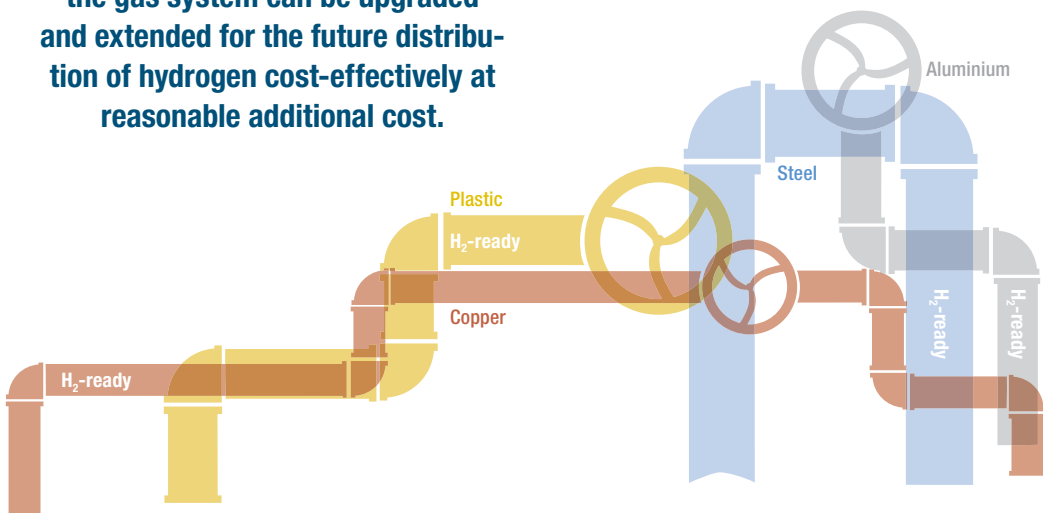 the gas system can be upgraded
and extended for the future distribu-
tion of hydrogen cost-effectively at
reasonable additional cost.
Aluminium
Steel
Plastic
H₂-ready
Copper
H₂-ready
H₂-ready
H₂-ready